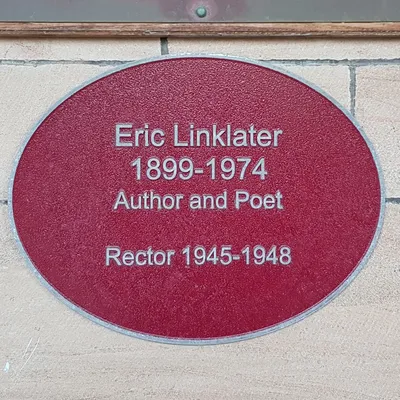 Eric Linklater
1899-1974
Author and Poet
Rector 1945-1948